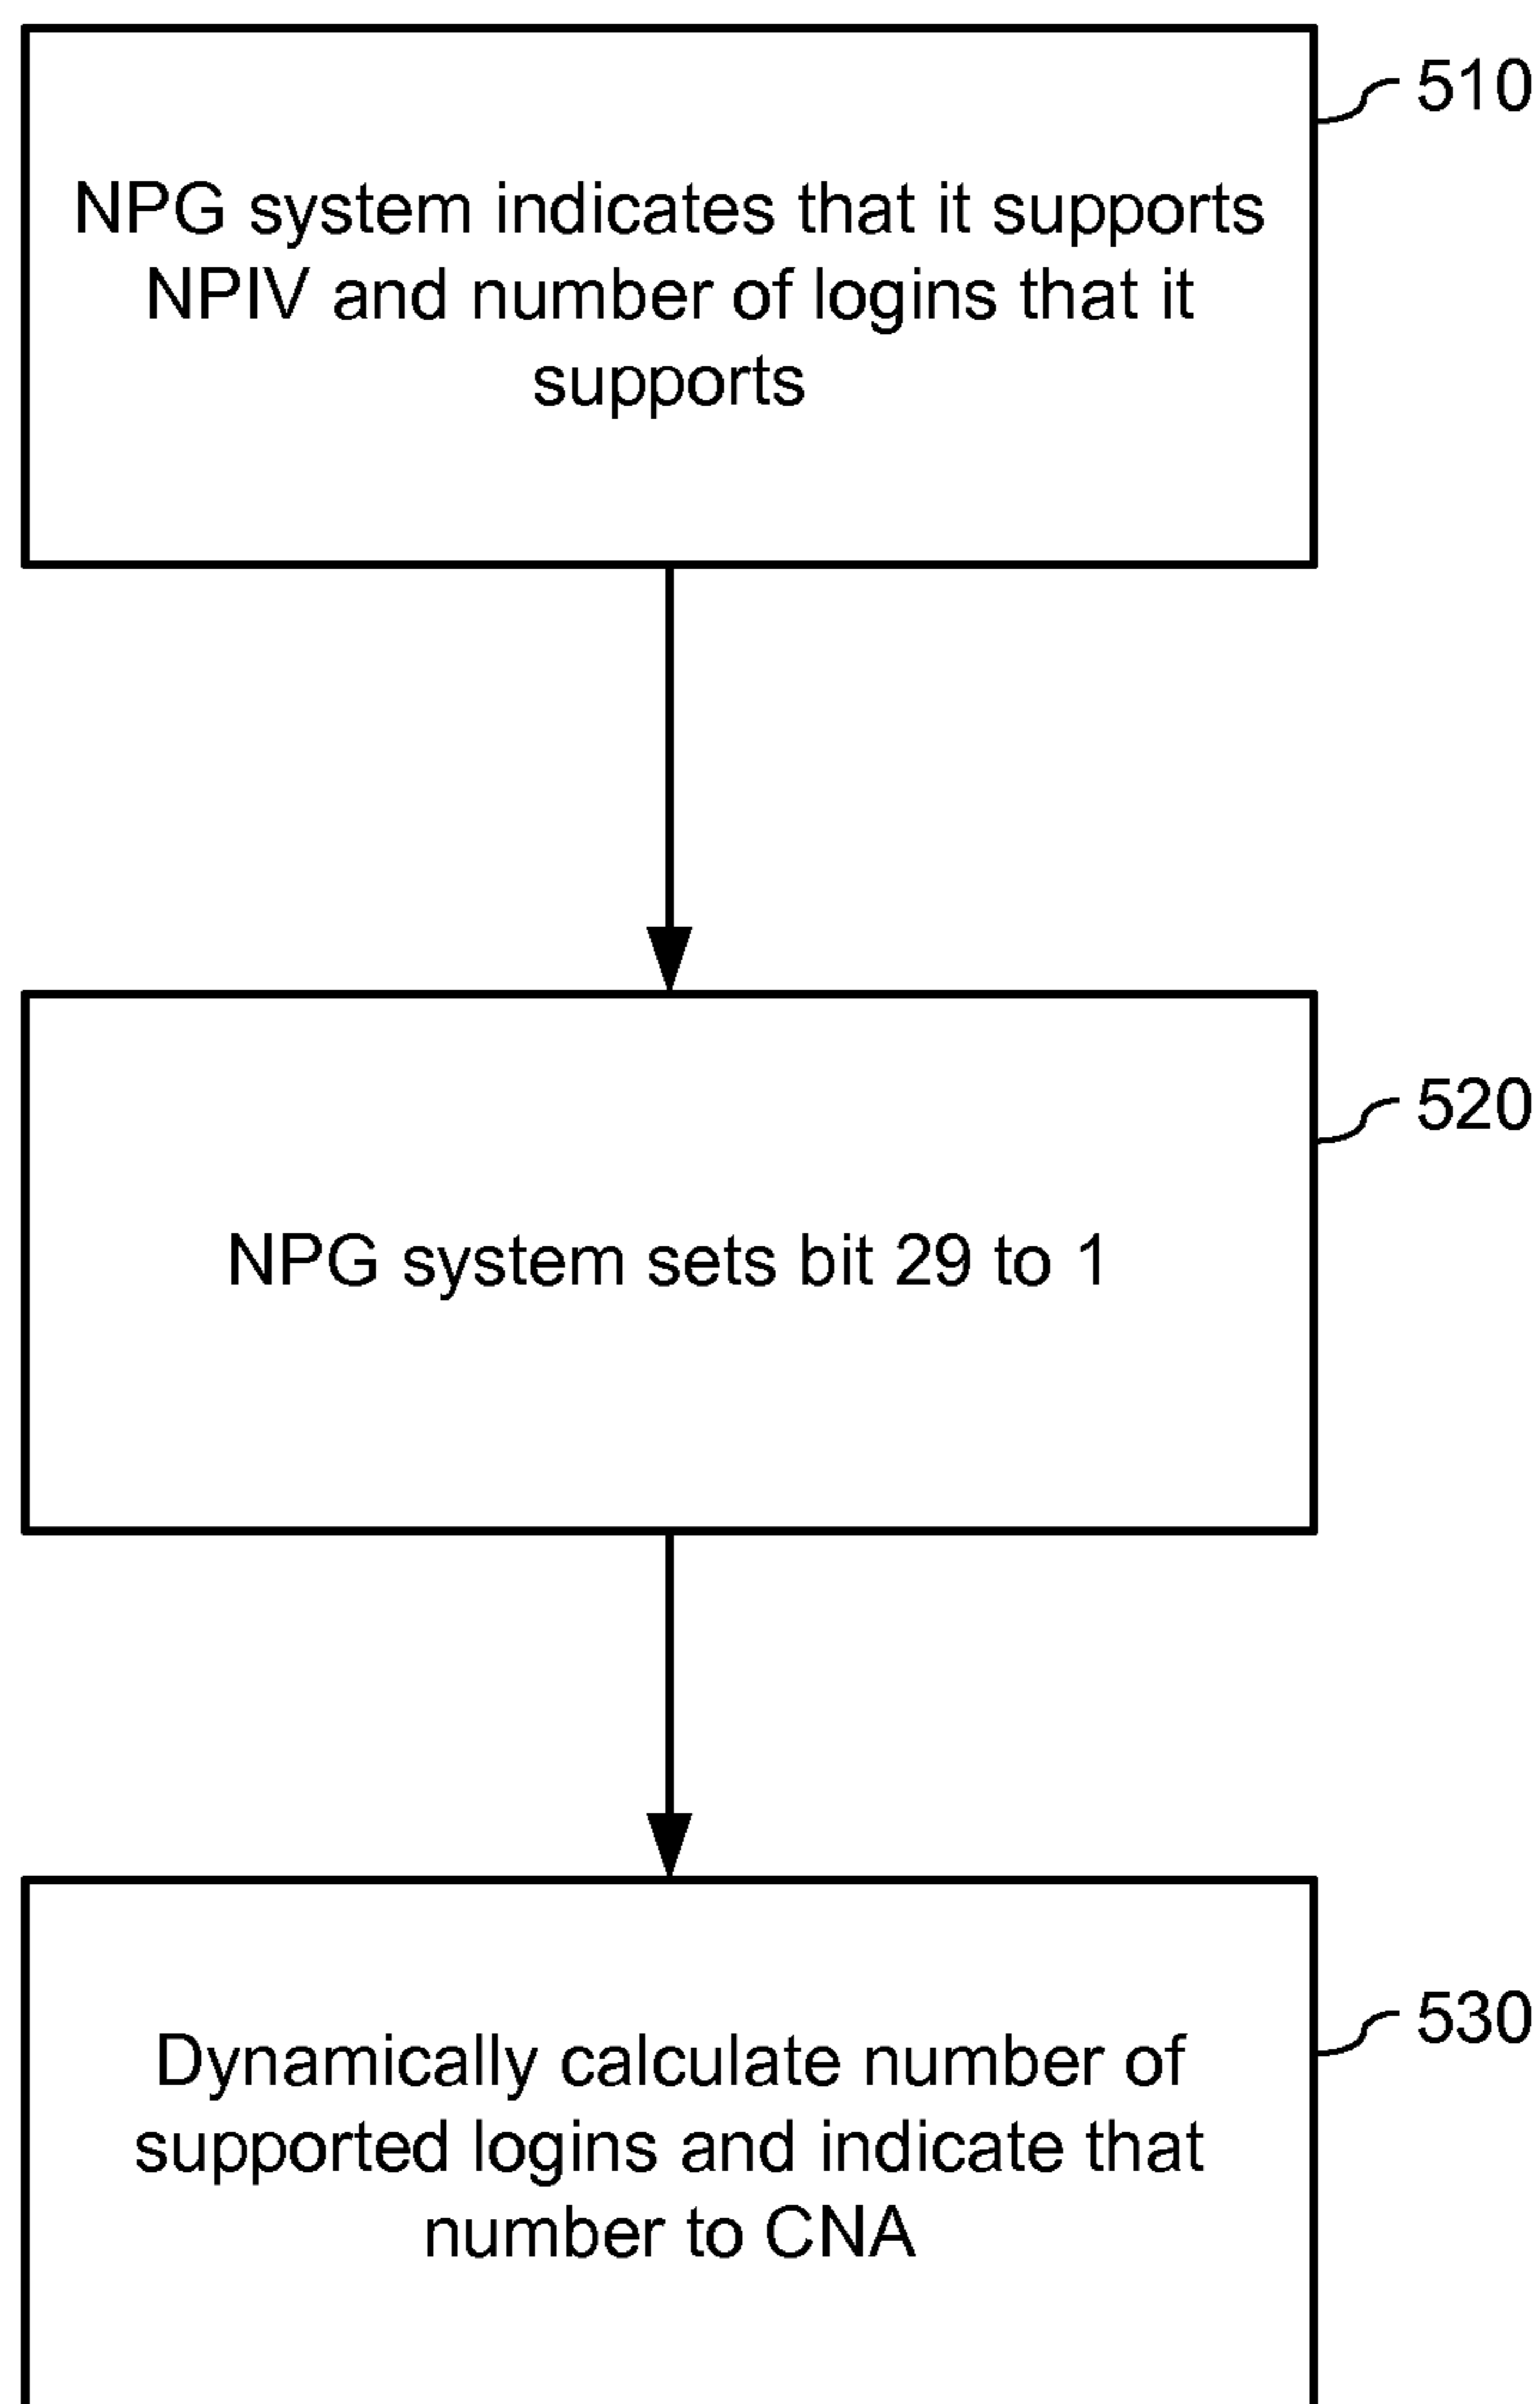 510
NPG system indicates that it supports
NPIV and number of logins that it
supports
520
NPG system sets bit 29 to 1
530
Dynamically calculate number of
supported logins and indicate that
number to CNA